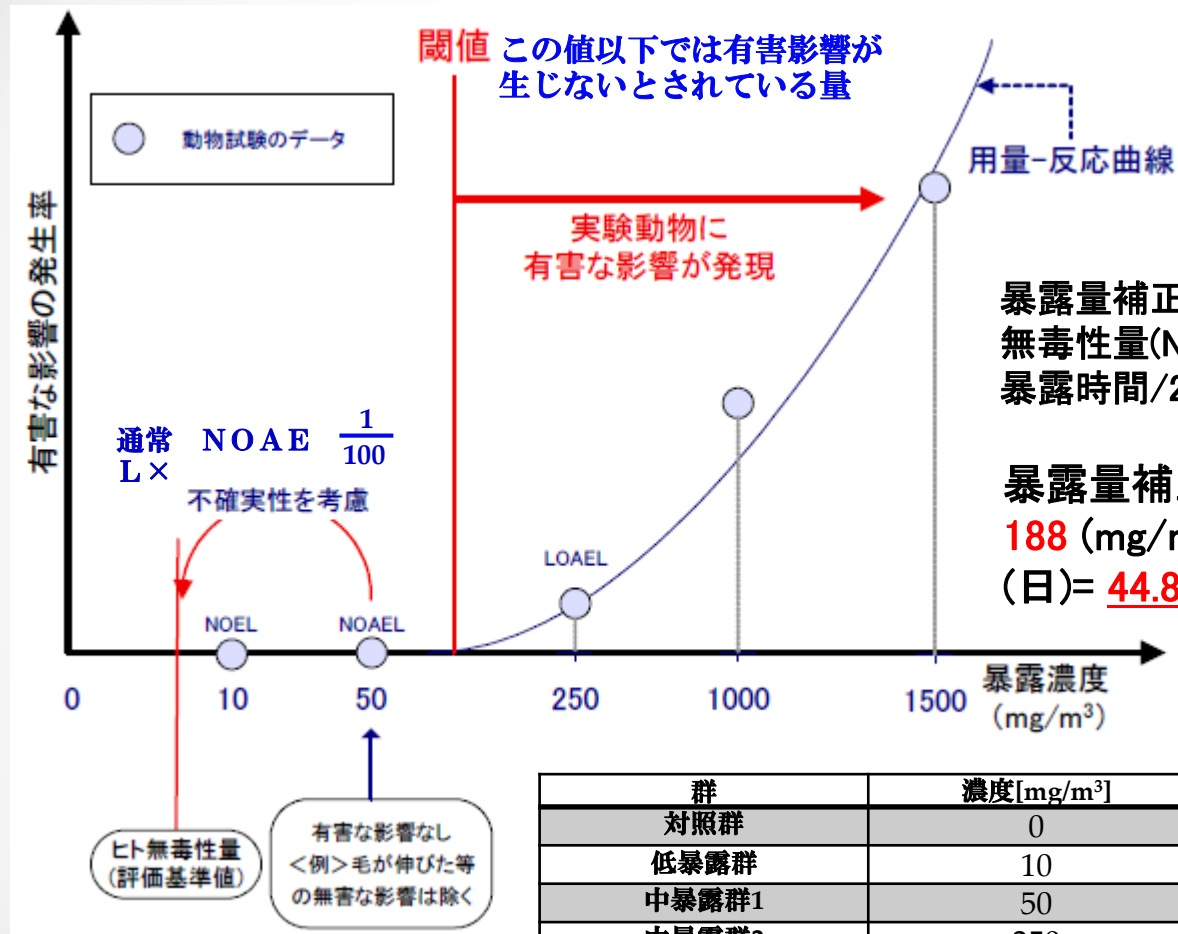 閾値 この値以下では有害影響が
生じないとされている量
動物試験のデータ
用量-反応曲線
実験動物に
有害な影響が発現
有害な影響の発生率
暴露量補正
無毒性量(N
暴露時間/2
通常 NOAE 1/100
L×
不確実性を考慮
暴露量補
188 (mg/m
(日)= 44.8
LOAEL
NOEL
NOAEL
0
10
50
250
1000
1500
暴露濃度
(mg/m³)
ヒト無毒性量
(評価基準値)
有害な影響なし
<例>毛が伸びた等
の無害な影響は除く
群 濃度[mg/m³]
対照群 0
低暴露群 10
中暴露群1 50